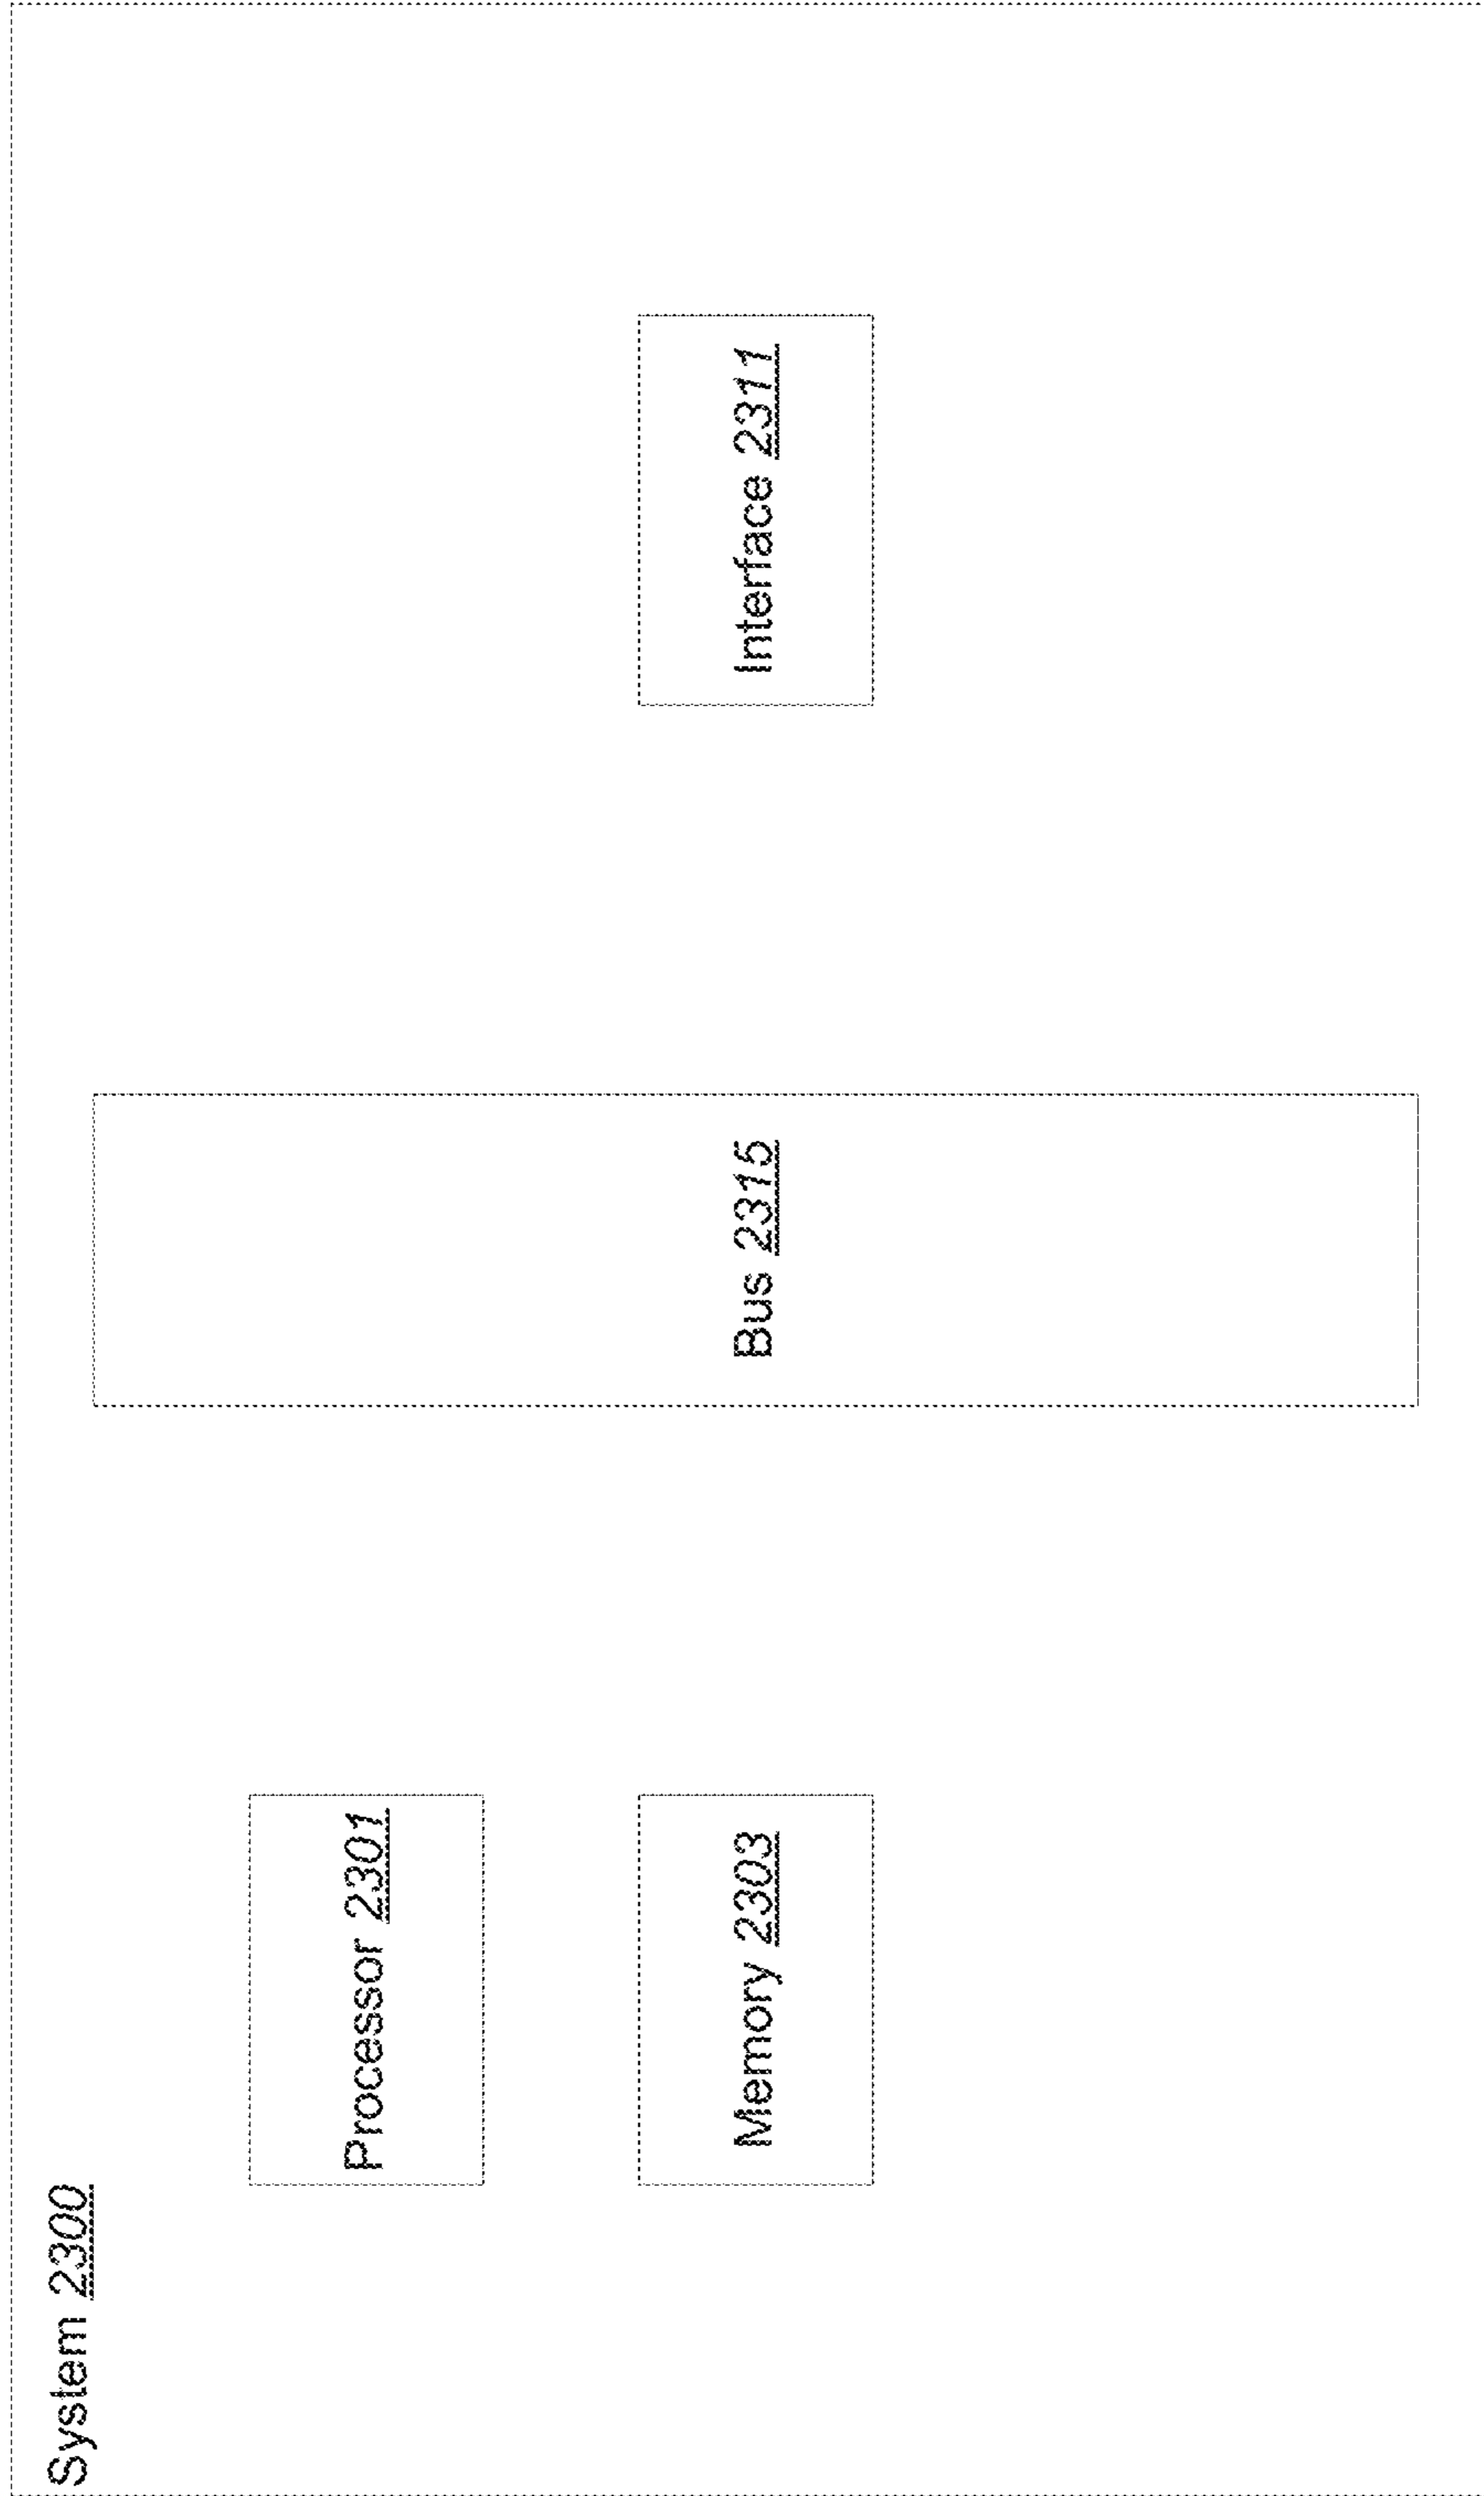 System 2300
Processor 2301
Memory 2303
Bus 2315
Interface 2311